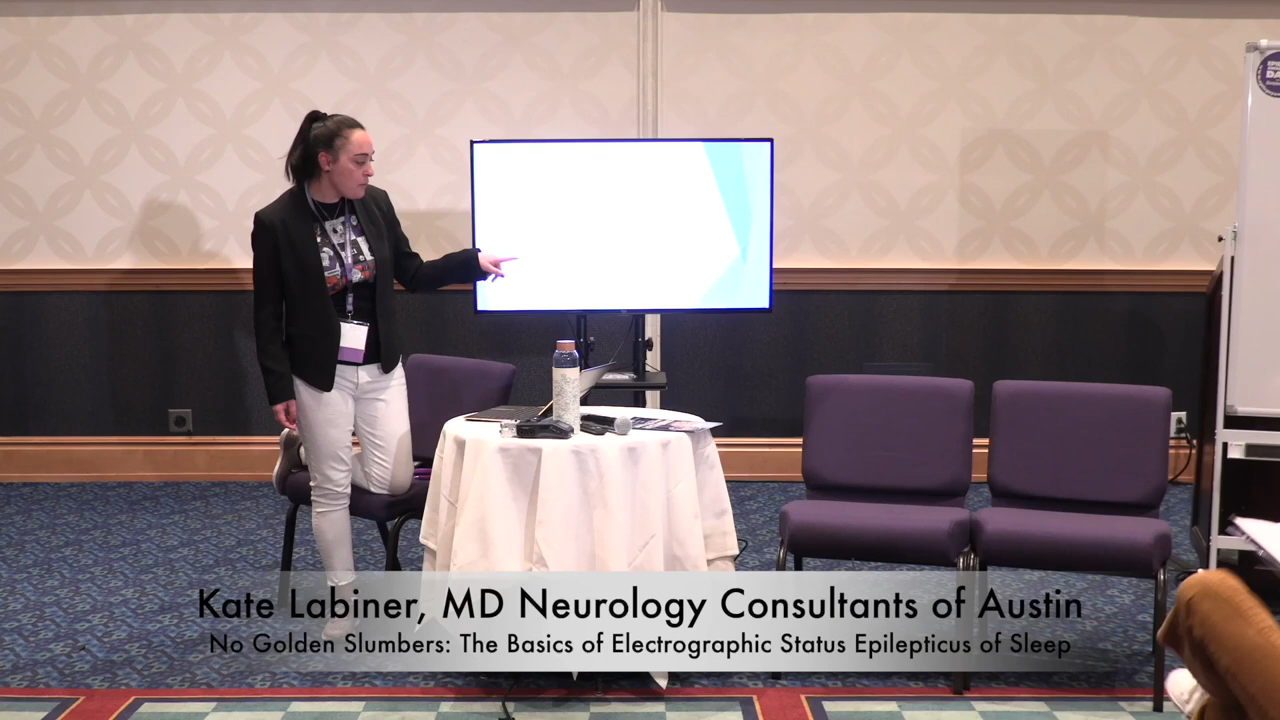 Kate Labiner, MD Neurology Consultants of Austin
No Golden Slumbers: The Basics of Electrographic Status Epilepticus of Sleep